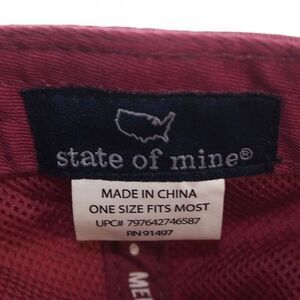 state of mine®
MADE IN CHINA
ONE SIZE FITS MOST
UPC# 797642746587
RN 91497